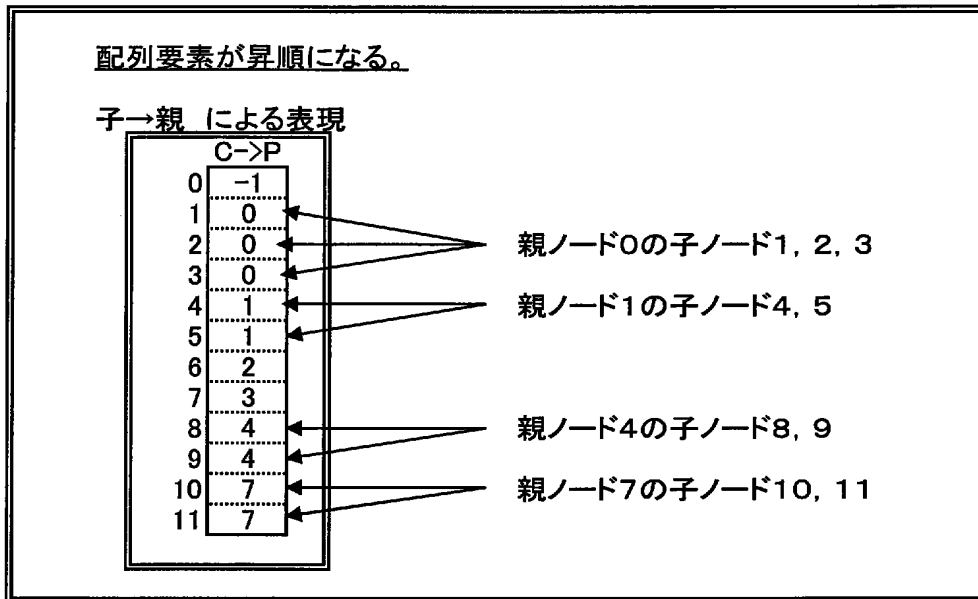 配列要素が昇順になる。
子→親 による表現
C->P
0 -1
1 0
2 0
3 0
4 1
5 1
6 2
7 3
8 4
9 4
10 7
11 7
親ノード0の子ノード1, 2, 3
親ノード1の子ノード4, 5
親ノード4の子ノード8, 9
親ノード7の子ノード10, 11